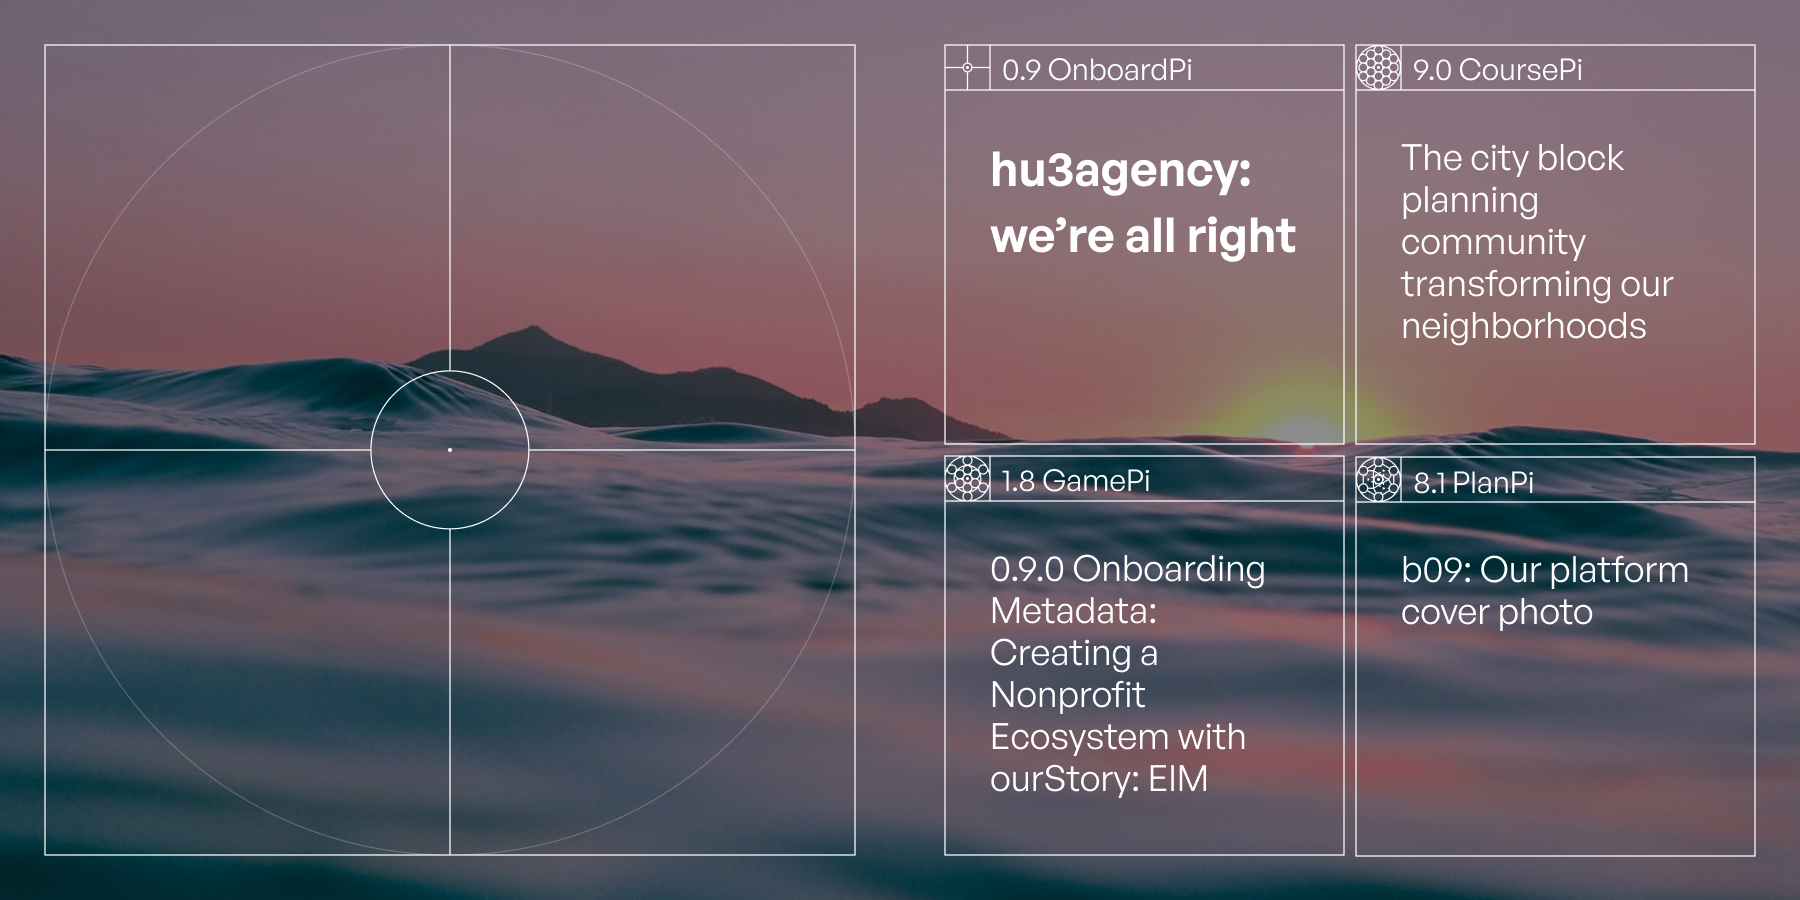 0.9 OnboardPi
hu3agency:
we’re all right
9.0 CoursePi
The city block
planning
community
transforming our
neighborhoods
1.8 GamePi
0.9.0 Onboarding
Metadata:
Creating a
Nonprofit
Ecosystem with
ourStory: EIM
8.1 PlanPi
b09: Our platform
cover photo